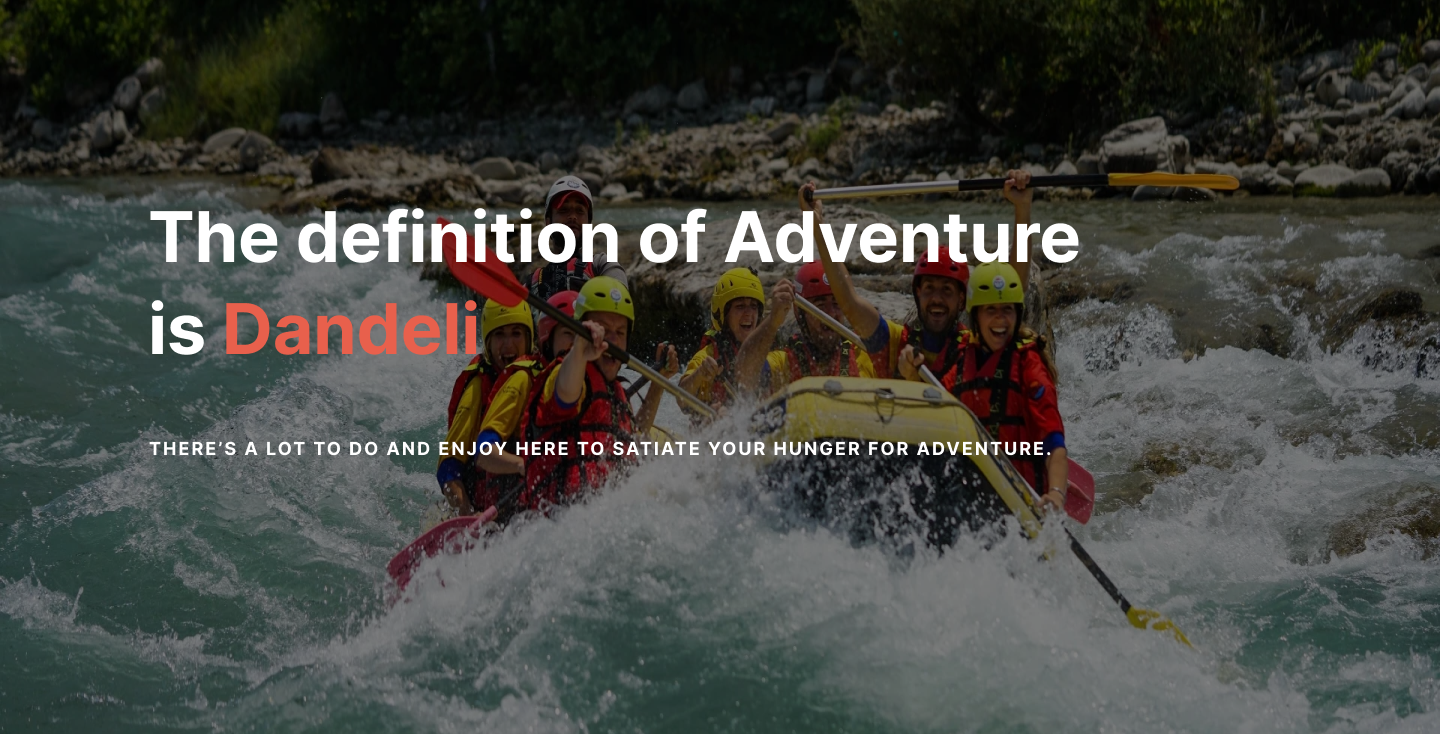 The definition of Adventure
is Dandeli
THERE’S A LOT TO DO AND ENJOY HERE TO SATIATE YOUR HUNGER FOR ADVENTURE.